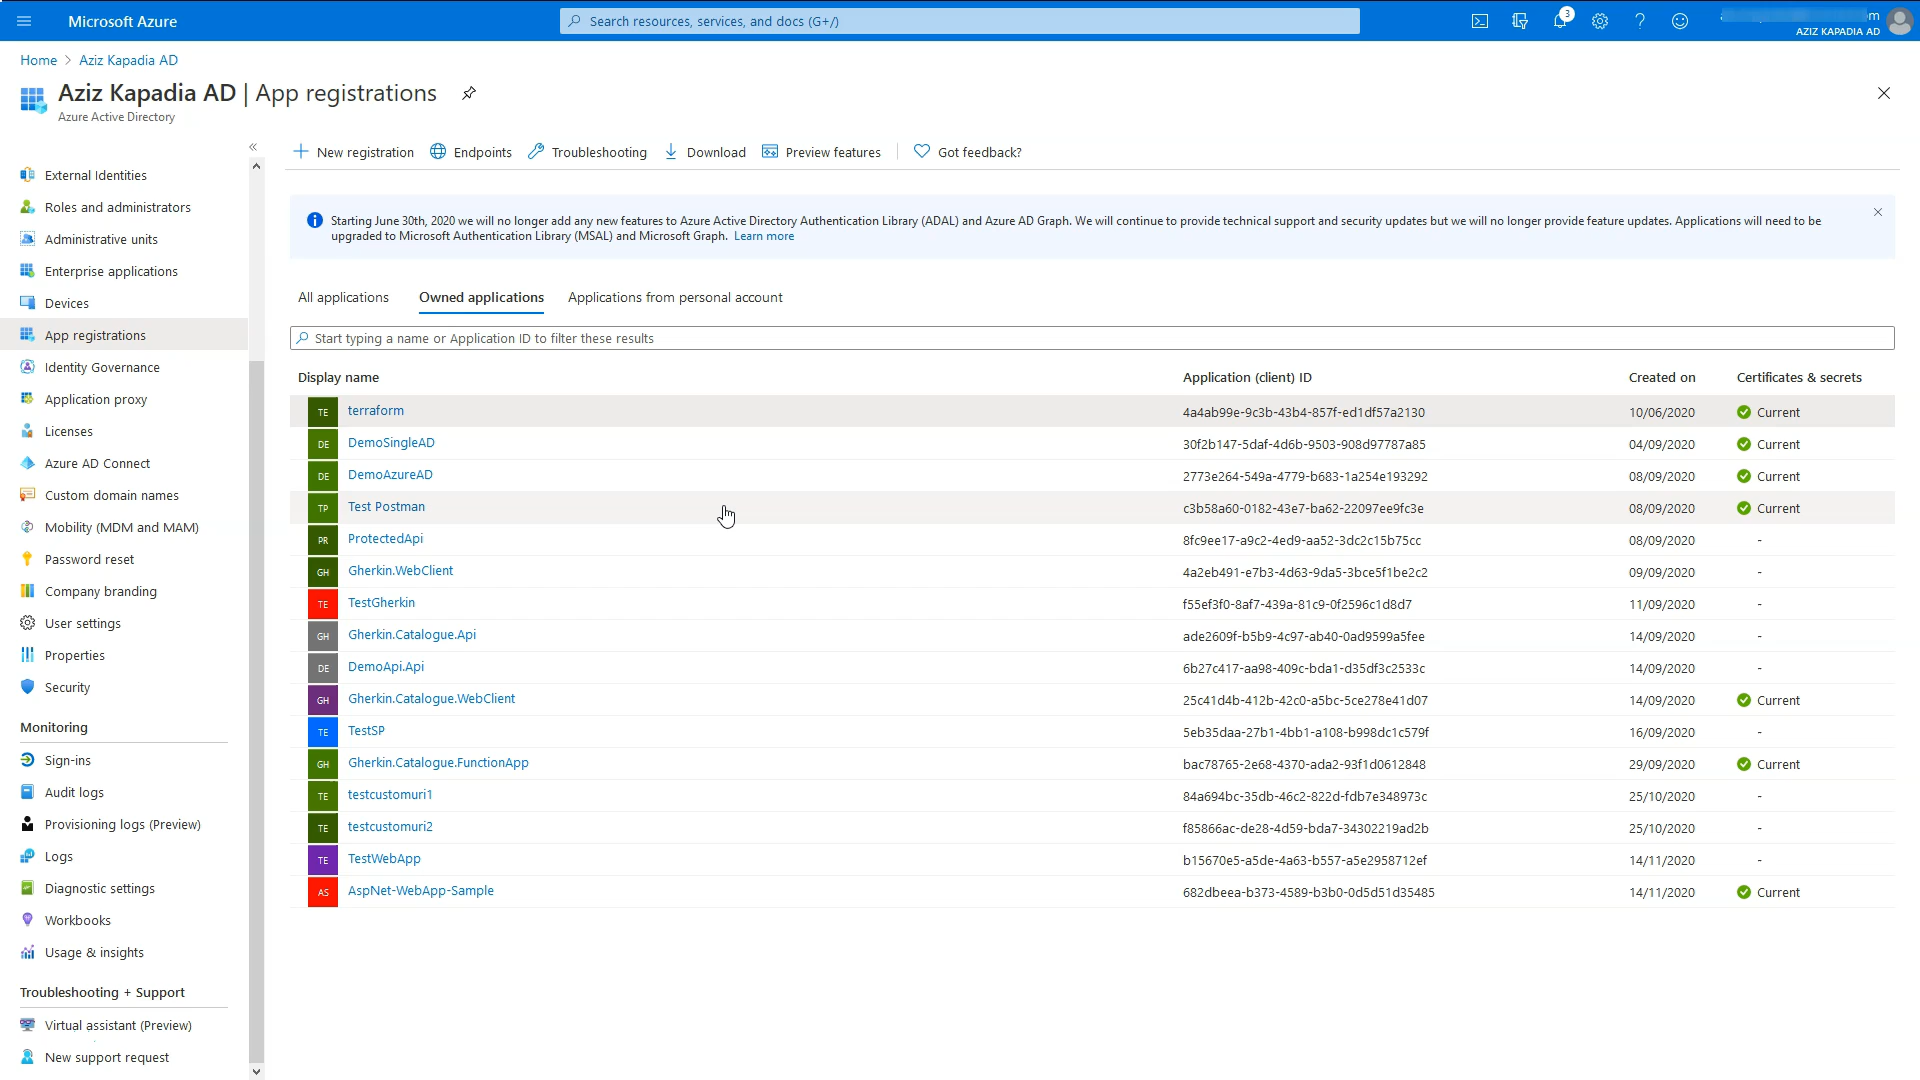 Microsoft Azure
Search resources, services, and docs (G+/)
3
m
AZIZ KAPADIA AD
Home > Aziz Kapadia AD
Aziz Kapadia AD | App registrations
Azure Active Directory
External Identities
Roles and administrators
Administrative units
Enterprise applications
Devices
App registrations
Identity Governance
Application proxy
Licenses
Azure AD Connect
Custom domain names
Mobility (MDM and MAM)
Password reset
Company branding
User settings
Properties
Security
Monitoring
Sign-ins
Audit logs
Provisioning logs (Preview)
Logs
Diagnostic settings
Workbooks
Usage & insights
Troubleshooting + Support
Virtual assistant (Preview)
New support request
New registration Endpoints Troubleshooting Download Preview features Got feedback?
Starting June 30th, 2020 we will no longer add any new features to Azure Active Directory Authentication Library (ADAL) and Azure AD Graph. We will continue to provide technical support and security updates but we will no longer provide feature updates. Applications will need to be
upgraded to Microsoft Authentication Library (MSAL) and Microsoft Graph. Learn more
All applications Owned applications Applications from personal account
Start typing a name or Application ID to filter these results
Display name Application (client) ID Created on Certificates & secrets
TE terraform 4a4ab99e-9c3b-43b4-857f-ed1df57a2130 10/06/2020 Current
DE DemoSingleAD 30f2b147-5daf-4d6b-9503-908d97787a85 04/09/2020 Current
DE DemoAzureAD 2773e264-549a-4779-b683-1a254e193292 08/09/2020 Current
TP Test Postman c3b58a60-0182-43e7-ba62-22097ee9fc3e 08/09/2020 Current
PR ProtectedApi 8fc9ee17-a9c2-4ed9-aa52-3dc2c15b75cc 08/09/2020 -
GH Gherkin.WebClient 4a2eb491-e7b3-4d63-9da5-3bce5f1be2c2 09/09/2020 -
TE TestGherkin f55ef3f0-8af7-439a-81c9-0f2596c1d8d7 11/09/2020 -
GH Gherkin.Catalogue.Api ade2609f-b5b9-4c97-ab40-0ad9599a5fee 14/09/2020 -
DE DemoApi.Api 6b27c417-aa98-409c-bda1-d35df3c2533c 14/09/2020 -
GH Gherkin.Catalogue.WebClient 25c41d4b-412b-42c0-a5bc-5ce278e41d07 14/09/2020 Current
TE TestSP 5eb35daa-27b1-4bb1-a108-b998dc1c579f 16/09/2020 -
GH Gherkin.Catalogue.FunctionApp bac78765-2e68-4370-ada2-93f1d0612848 29/09/2020 Current
TE testcustomuri1 84a694bc-35db-46c2-822d-fdb7e348973c 25/10/2020 -
TE testcustomuri2 f85866ac-de28-4d59-bda7-34302219ad2b 25/10/2020 -
TE TestWebApp b15670e5-a5de-4a63-b557-a5e2958712ef 14/11/2020 -
AS AspNet-WebApp-Sample 682dbeea-b373-4589-b3b0-0d5d51d35485 14/11/2020 Current